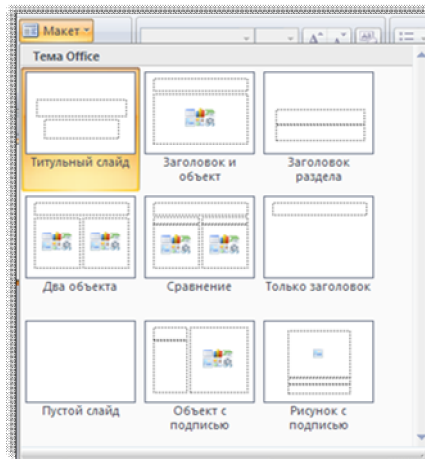 Макет
Тема Office
Титульный слайд
Заголовок и
объект
Заголовок
раздела
Два объекта
Сравнение
Только заголовок
Пустой слайд
Объект с
подписью
Рисунок с
подписью